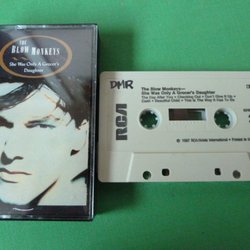 THE
BLOW MONKEYS
She Was Only A Grocer's
Daughter
DMR
The Blow Monkeys—
She Was Only A Grocer's Daughter
The Day After You • Checking Out • Don't Give It Up •
Cash • Beautiful Child • This Is The Way It Has To Be
RCA